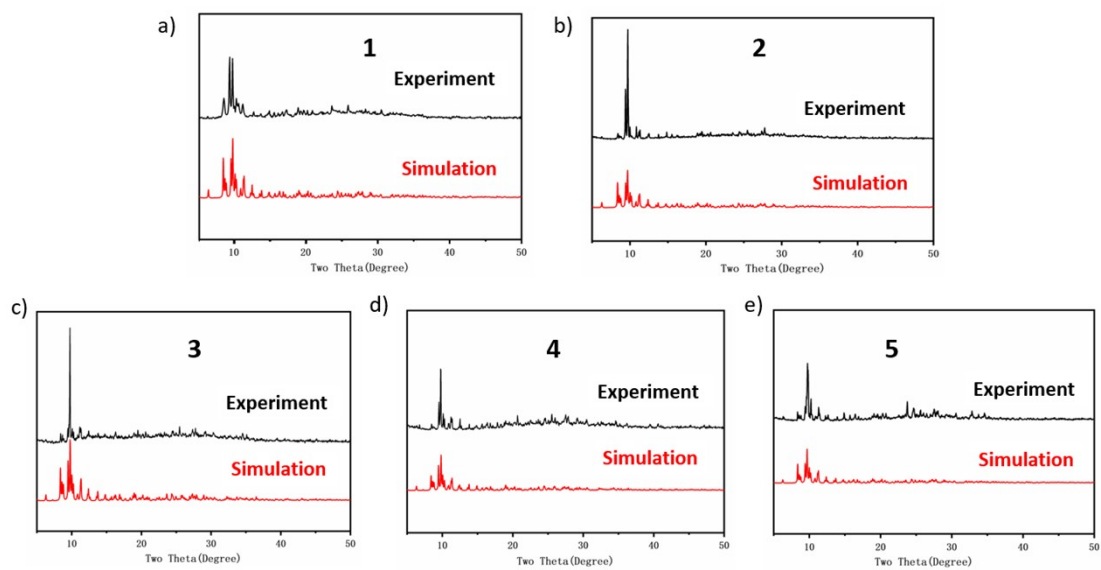 a)
1
Experiment
Simulation
10 20 30 40 50
Two Theta(Degree)
b)
2
Experiment
Simulation
10 20 30 40 50
Two Theta(Degree)
c)
3
Experiment
Simulation
10 20 30 40 50
Two Theta(Degree)
d)
4
Experiment
Simulation
10 20 30 40 50
Two Theta(Degree)
e)
5
Experiment
Simulation
10 20 30 40 50
Two Theta(Degree)